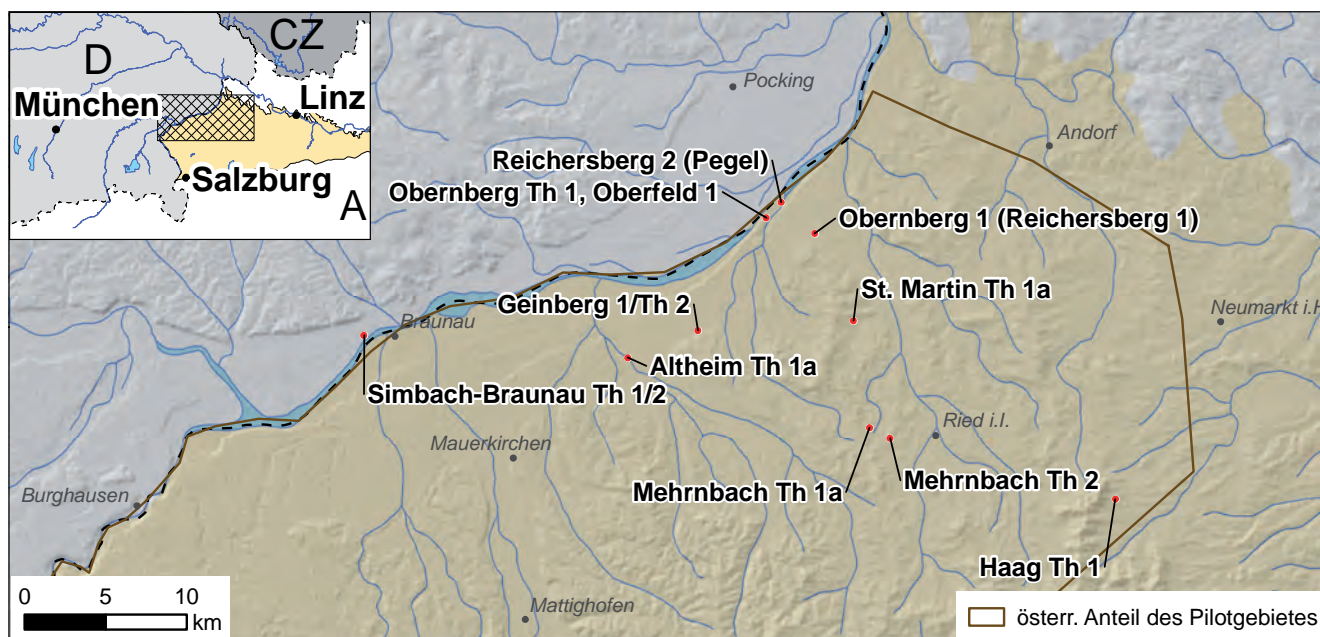 CZ
D
München
Linz
Salzburg
A
Pocking
Andorf
Reichersberg 2 (Pegel)
Obernberg Th 1, Oberfeld 1
Obernberg 1 (Reichersberg 1)
St. Martin Th 1a
Geinberg 1/Th 2
Neumarkt i.H
Braunau
Altheim Th 1a
Simbach-Braunau Th 1/2
Mauerkirchen
Ried i.I.
Burghausen
Mehrnbach Th 1a
Mehrnbach Th 2
Haag Th 1
0 5 10
km
Mattighofen
österr. Anteil des Pilotgebietes